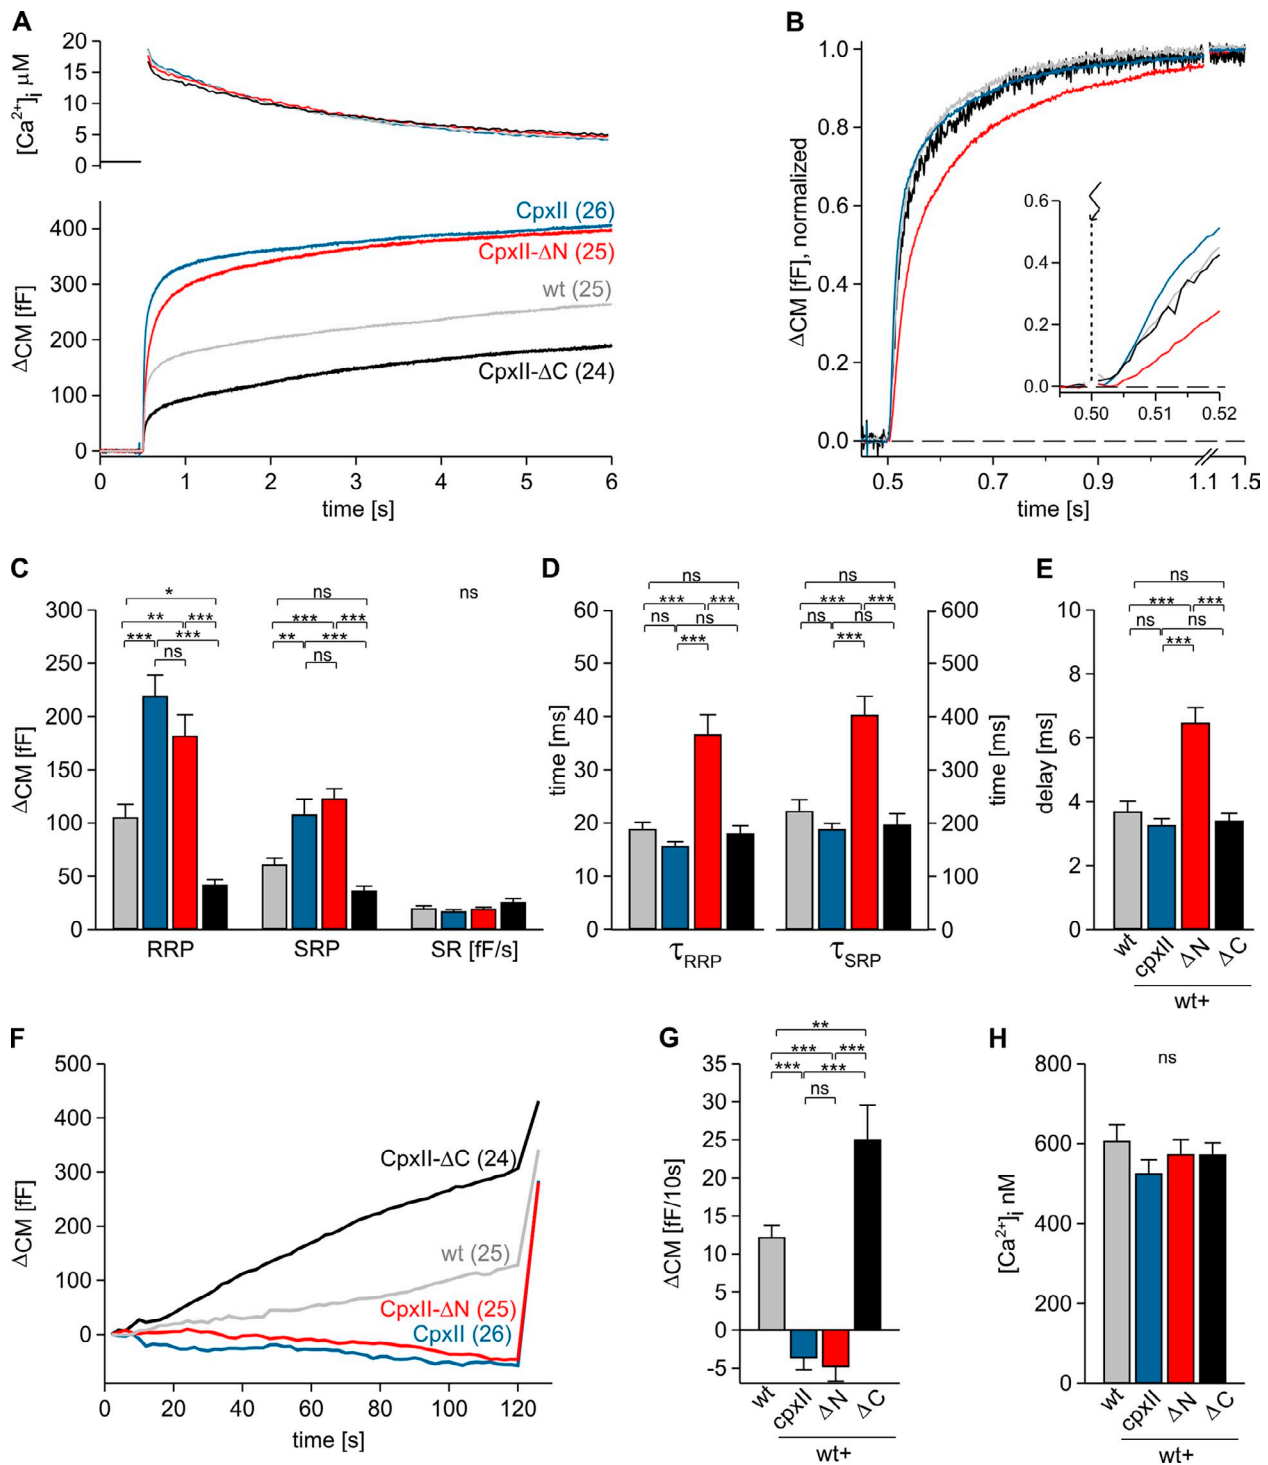 A
[Ca²⁺]ᵢ μM
20
15
10
5
0
CpxII (26)
CpxII-ΔN (25)
wt (25)
CpxII-ΔC (24)
ΔCM [fF]
400
300
200
100
0
0 1 2 3 4 5 6
time [s]
B
ΔCM [fF], normalized
1.0
0.8
0.6
0.4
0.2
0.0
0.6
0.4
0.2
0.0
0.50 0.51 0.52
0.5 0.7 0.9 1.1 1.5
time [s]
C
ΔCM [fF]
300
250
200
150
100
50
0
*
** ***
*** ***
ns
ns
*** ***
** ***
ns
ns
RRP SRP SR [fF/s]
D
time [ms]
60
50
40
30
20
10
0
ns
*** ***
ns ns
***
ns
*** ***
ns ns
***
600
500
400
300
200
100
0
time [ms]
τRRP τSRP
E
delay [ms]
10
8
6
4
2
0
ns
*** ***
ns ns
***
wt cpxII ΔN ΔC
wt+
F
ΔCM [fF]
500
400
300
200
100
0
CpxII-ΔC (24)
wt (25)
CpxII-ΔN (25)
CpxII (26)
0 20 40 60 80 100 120
time [s]
G
ΔCM [fF/10s]
35
30
25
20
15
10
5
0
-5
**
*** ***
*** ***
ns
wt cpxII ΔN ΔC
wt+
H
[Ca²⁺]ᵢ nM
800
600
400
200
0
ns
wt cpxII ΔN ΔC
wt+